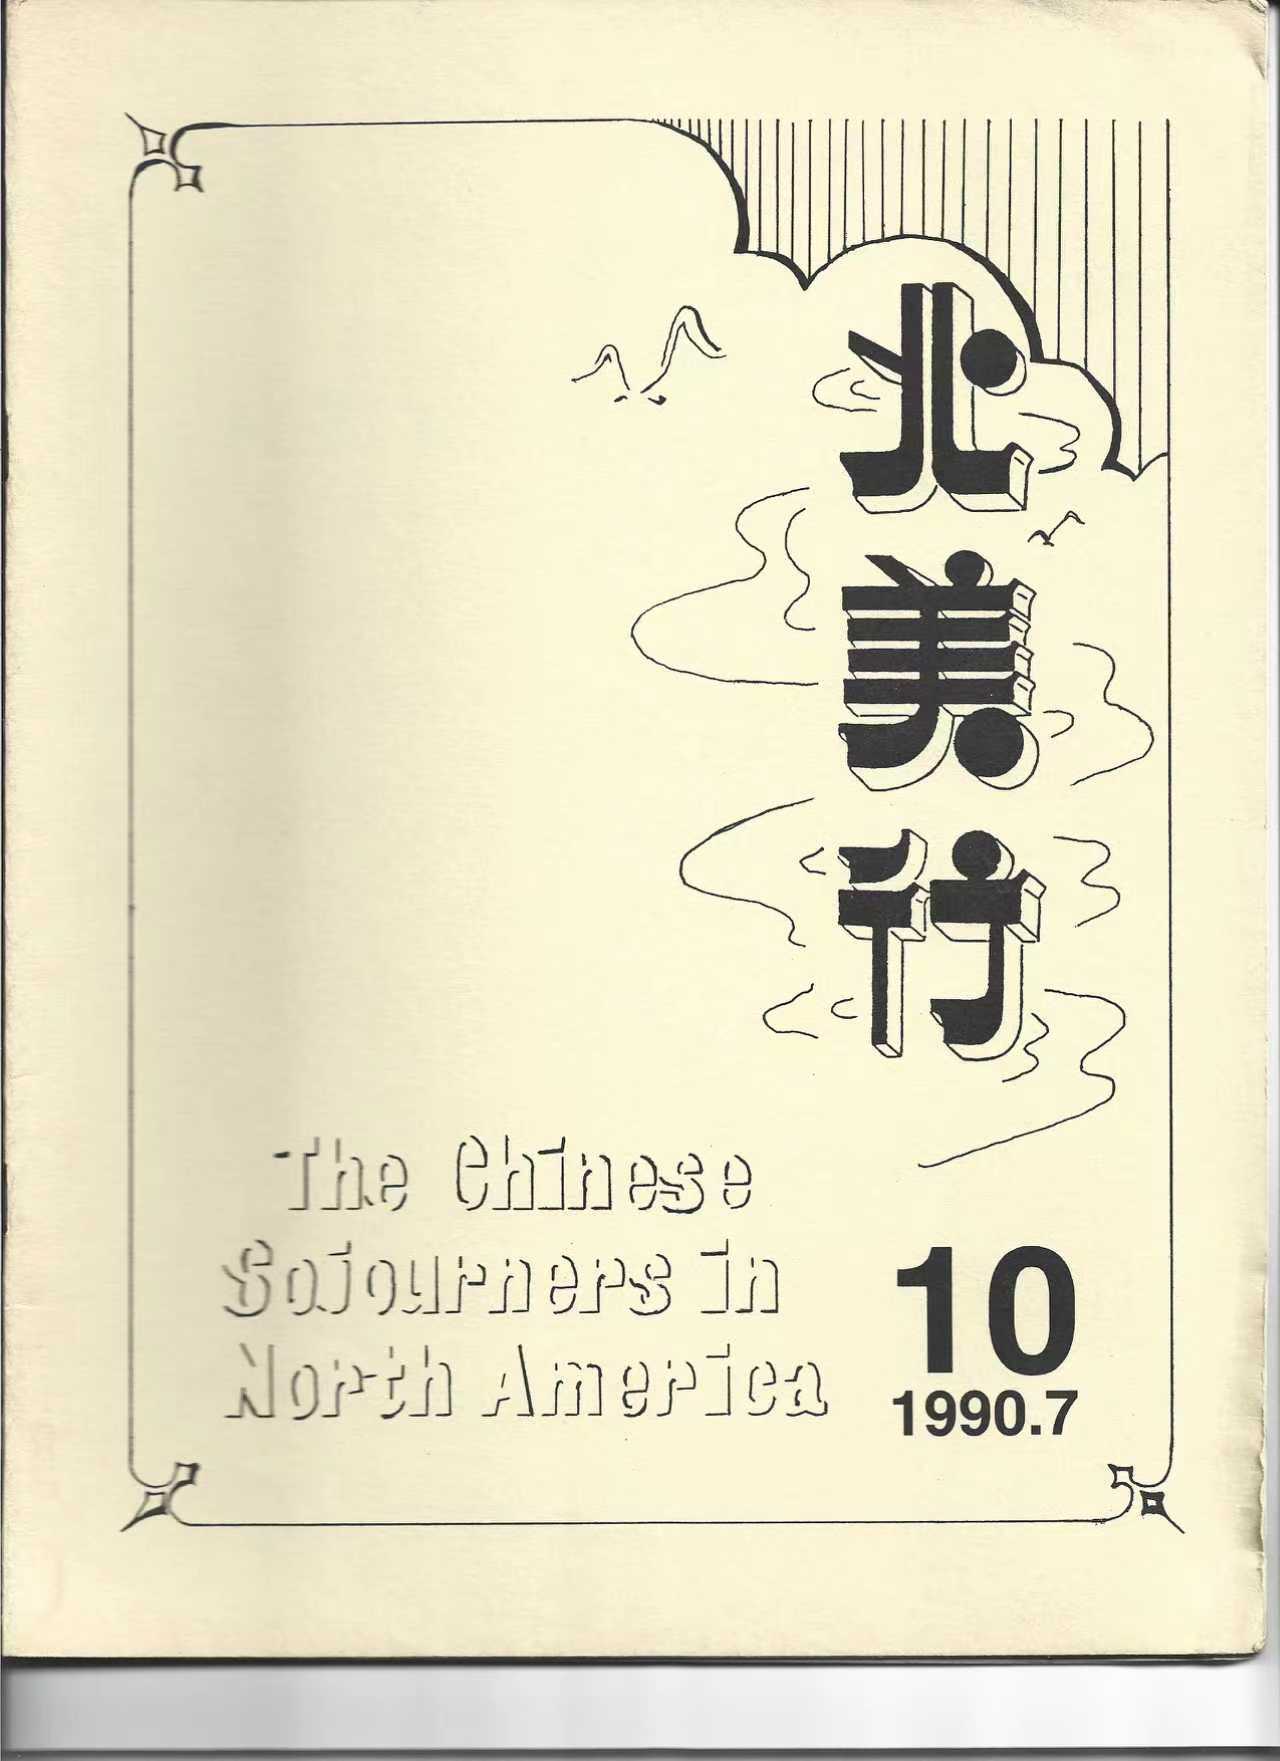 北美行
The Chinese
Sojourners in
North America
10
1990.7